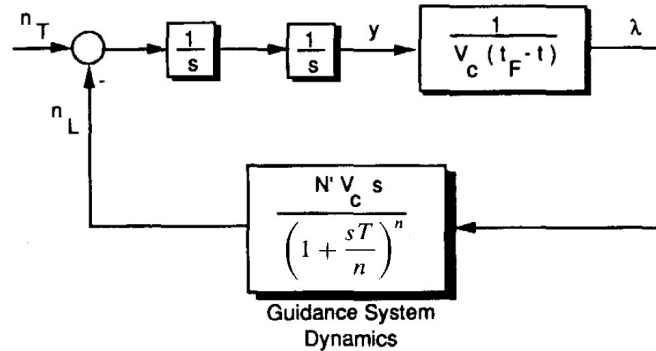 n_T
1
s
1
s
y
1
V_c (t_F - t)
λ
-
n_L
N' V_c s
(1 + sT/n)^n
Guidance System
Dynamics